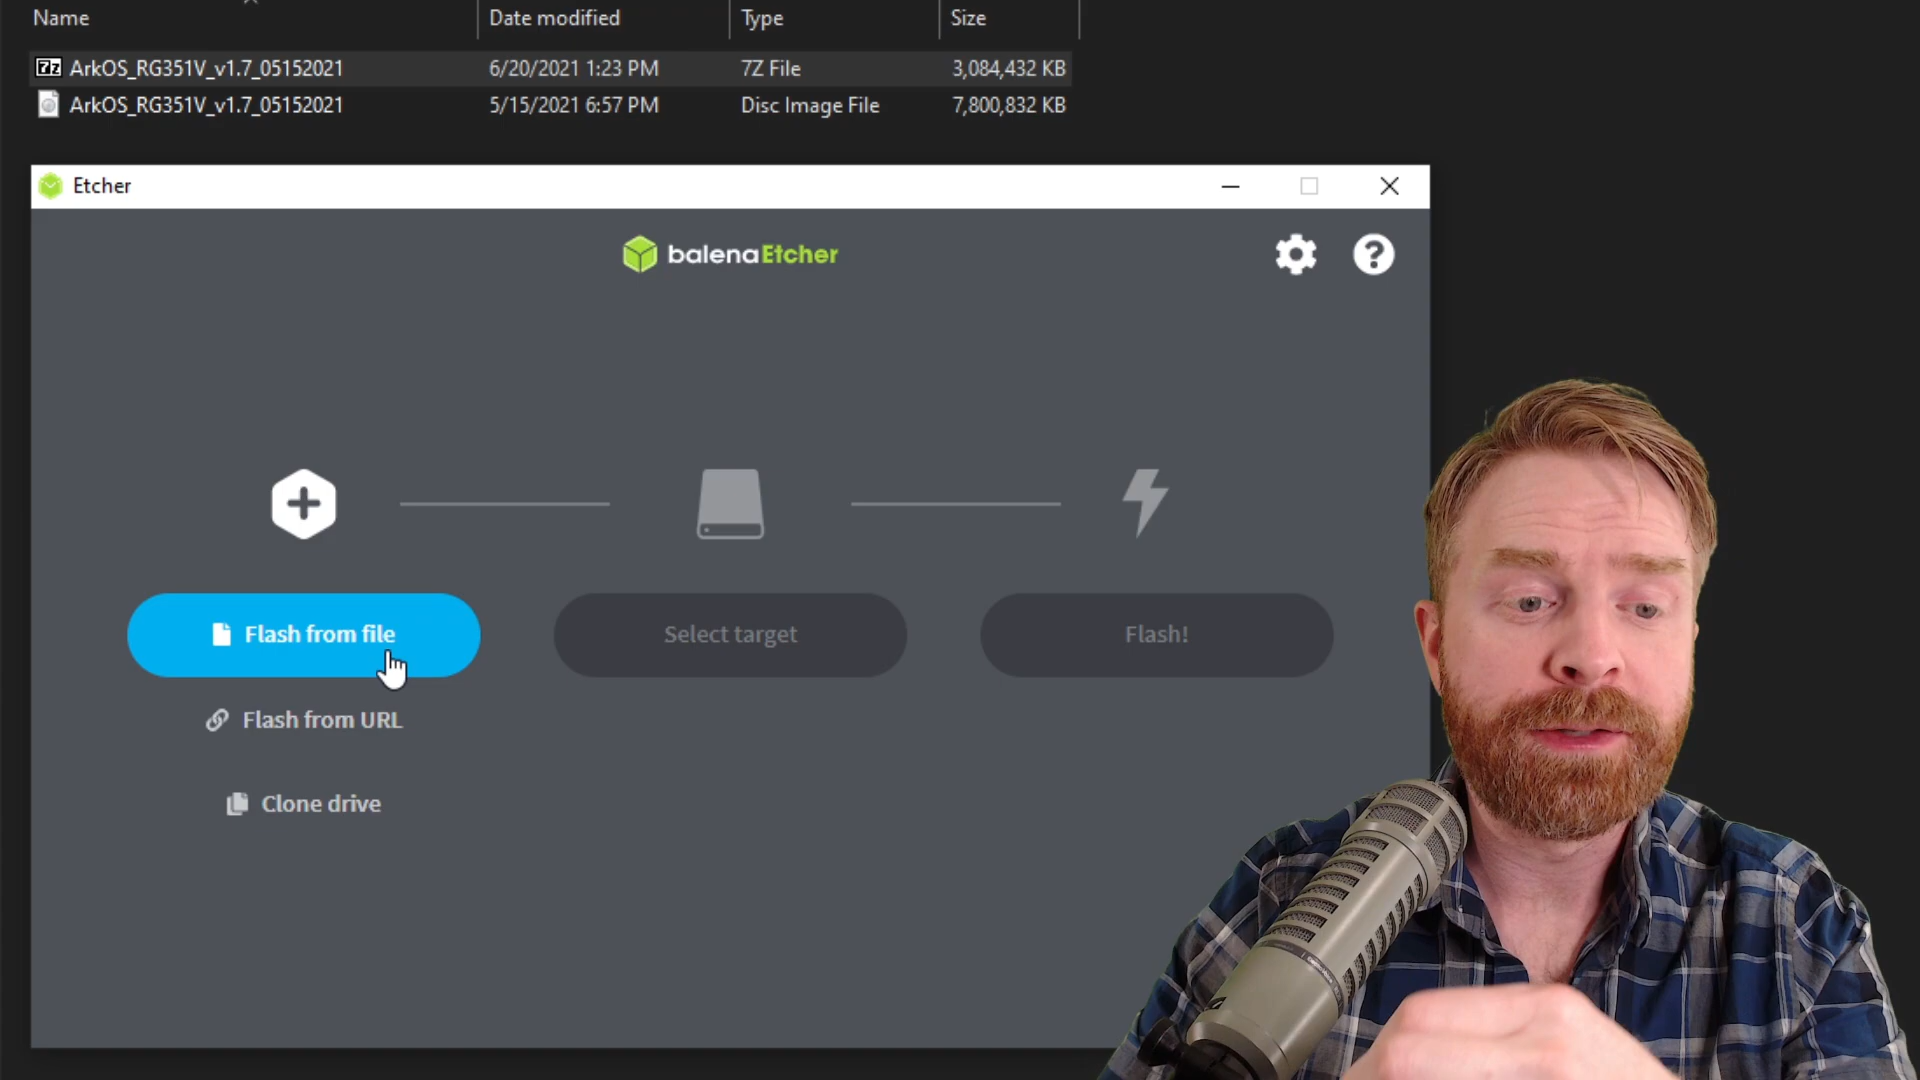 Name Date modified Type Size
7z ArkOS_RG351V_v1.7_05152021 6/20/2021 1:23 PM 7Z File 3,084,432 KB
ArkOS_RG351V_v1.7_05152021 5/15/2021 6:57 PM Disc Image File 7,800,832 KB
Etcher
balenaEtcher
Flash from file Select target Flash!
Flash from URL
Clone drive